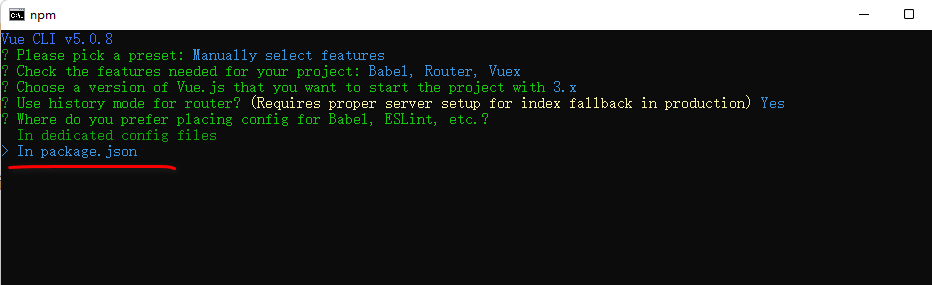 npm
Vue CLI v5.0.8
? Please pick a preset: Manually select features
? Check the features needed for your project: Babel, Router, Vuex
? Choose a version of Vue.js that you want to start the project with 3.x
? Use history mode for router? (Requires proper server setup for index fallback in production) Yes
? Where do you prefer placing config for Babel, ESLint, etc.?
  In dedicated config files
> In package.json